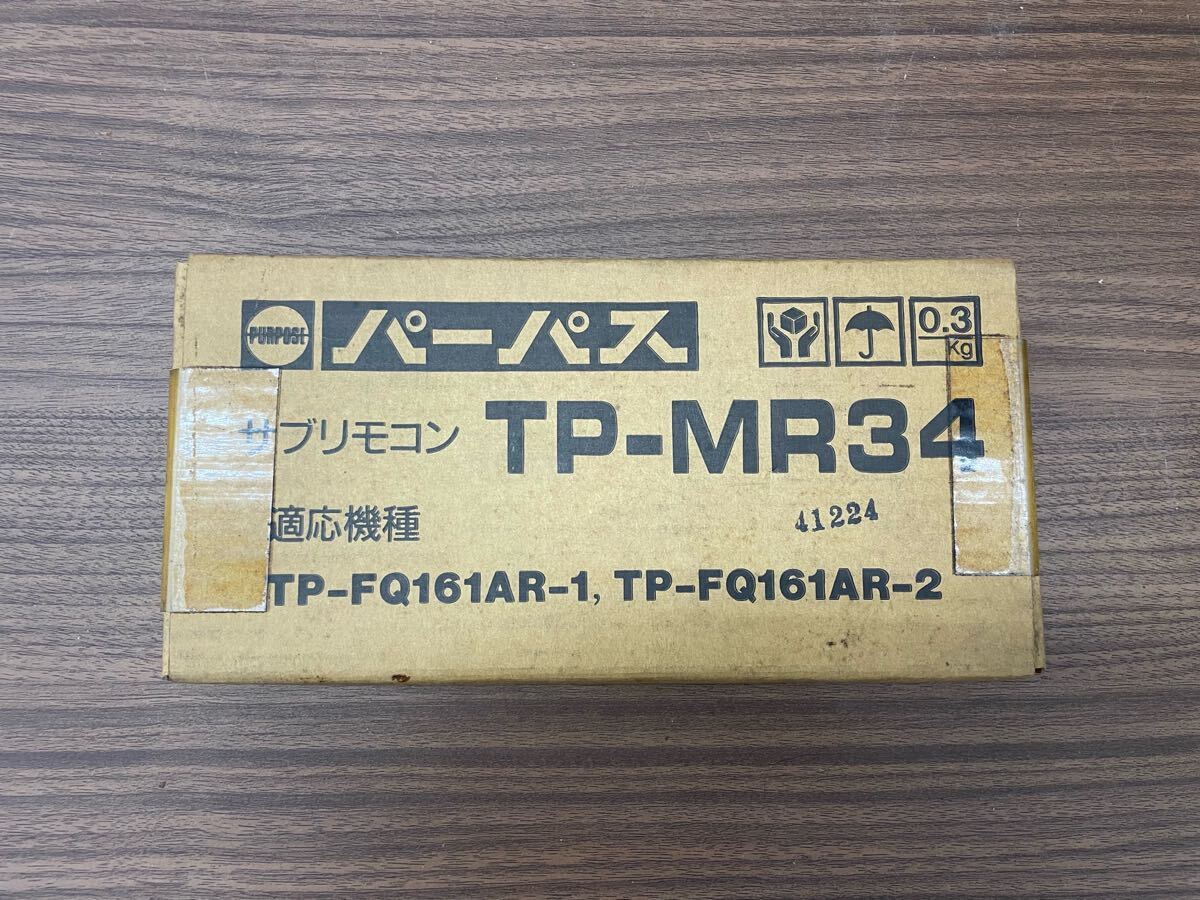 PURPOSE パーパス 0.3 Kg
サブリモコン TP-MR34
適応機種
41224
TP-FQ161AR-1, TP-FQ161AR-2